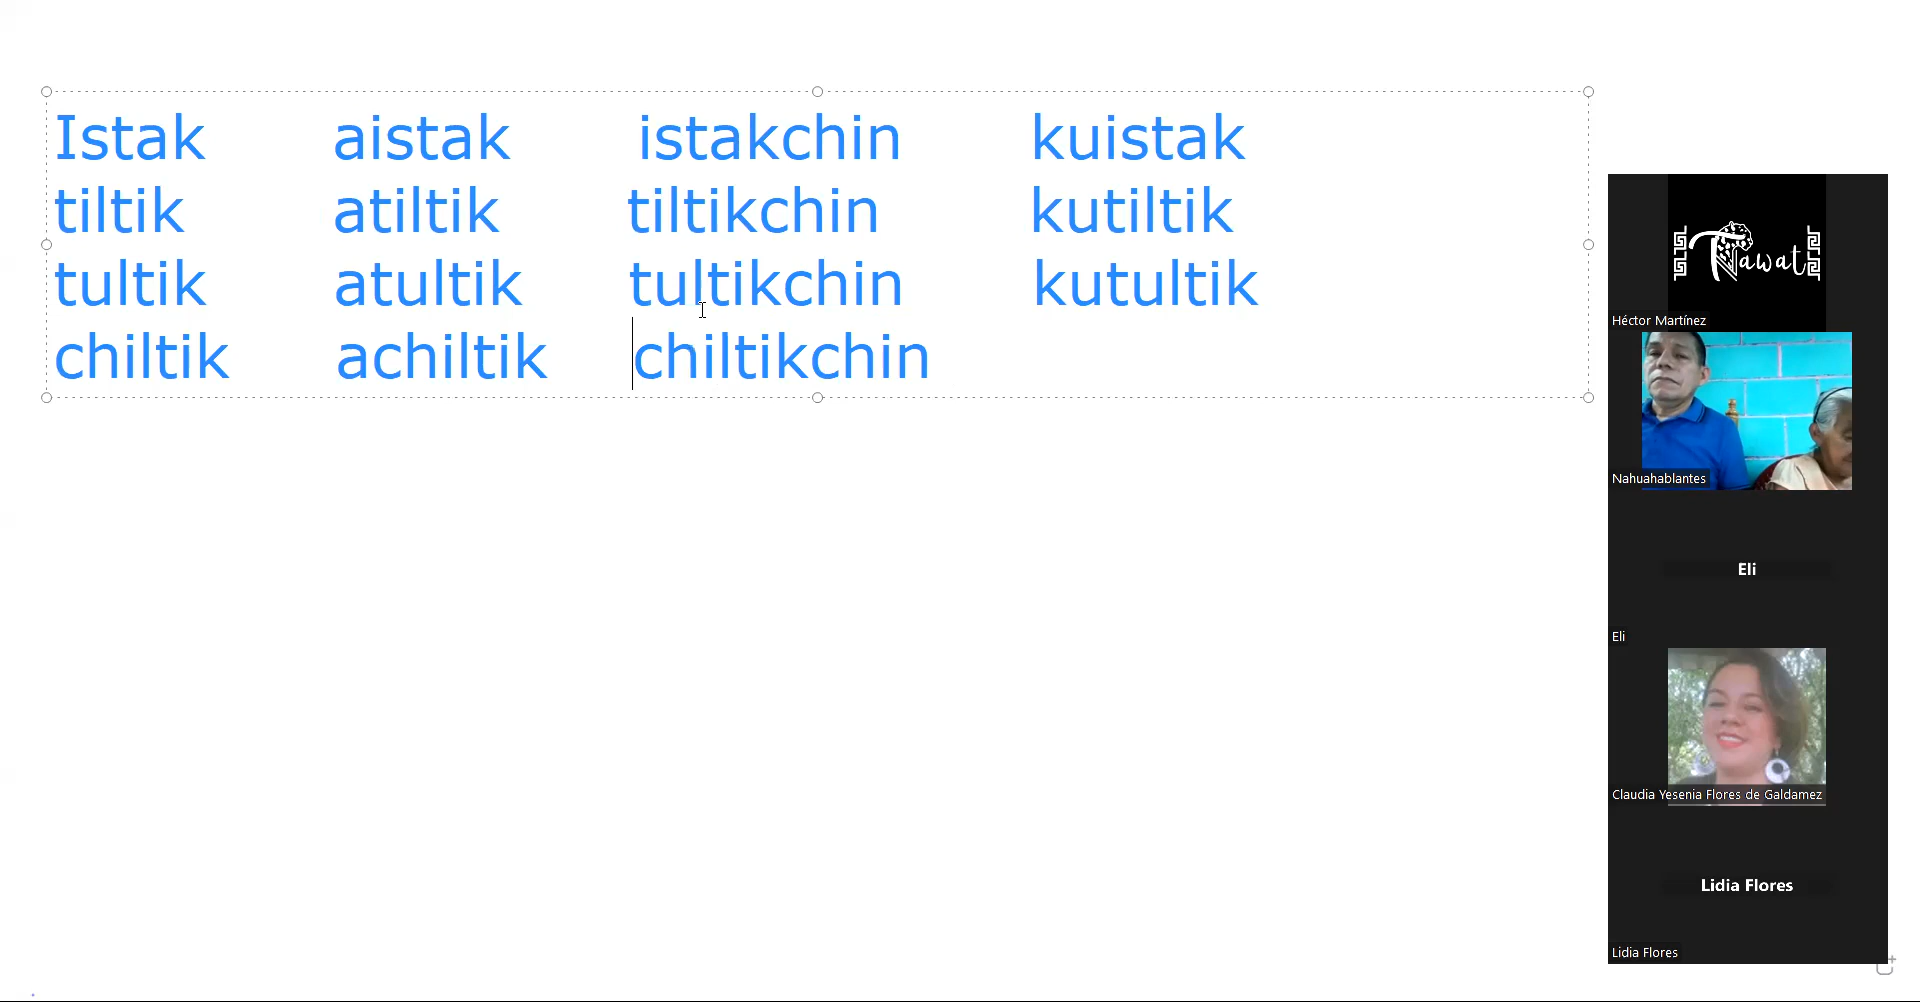 Istak aistak istakchin kuistak
tiltik atiltik tiltikchin kutiltik
tultik atultik tultikchin kutultik
chiltik achiltik chiltikchin
Tawat
Héctor Martínez
Nahuahablantes
Eli
Eli
Claudia Yesenia Flores de Galdamez
Lidia Flores
Lidia Flores